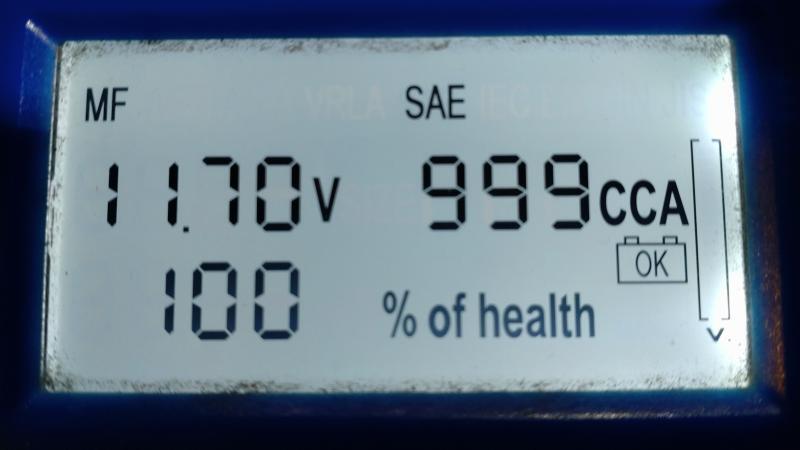 MF SAE
11.70V 999CCA
OK
100 % of health